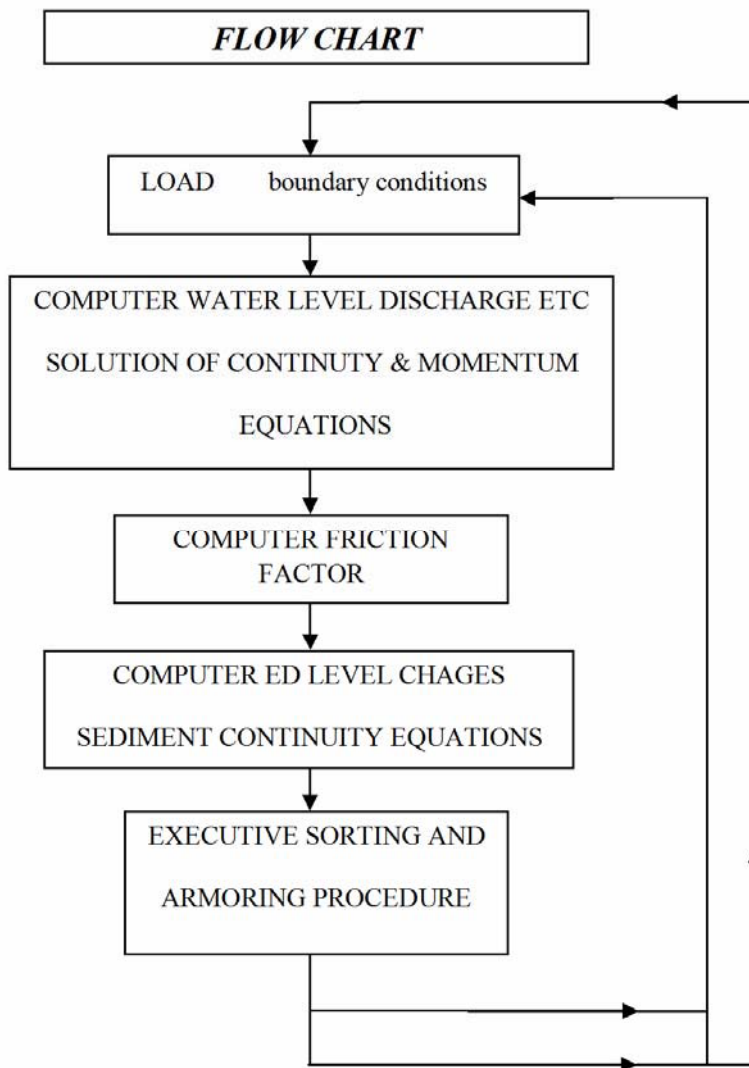 FLOW CHART
LOAD boundary conditions
COMPUTER WATER LEVEL DISCHARGE ETC
SOLUTION OF CONTINUTY & MOMENTUM
EQUATIONS
COMPUTER FRICTION
FACTOR
COMPUTER ED LEVEL CHAGES
SEDIMENT CONTINUITY EQUATIONS
EXECUTIVE SORTING AND
ARMORING PROCEDURE